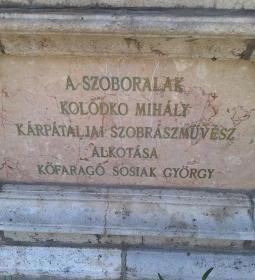 A SZOBORALAK
KOLODKO MIHÁLY
KÁRPÁTALJAI SZOBRÁSZMŰVÉSZ
ALKOTÁSA
KŐFARAGÓ SOSIAK GYÖRGY